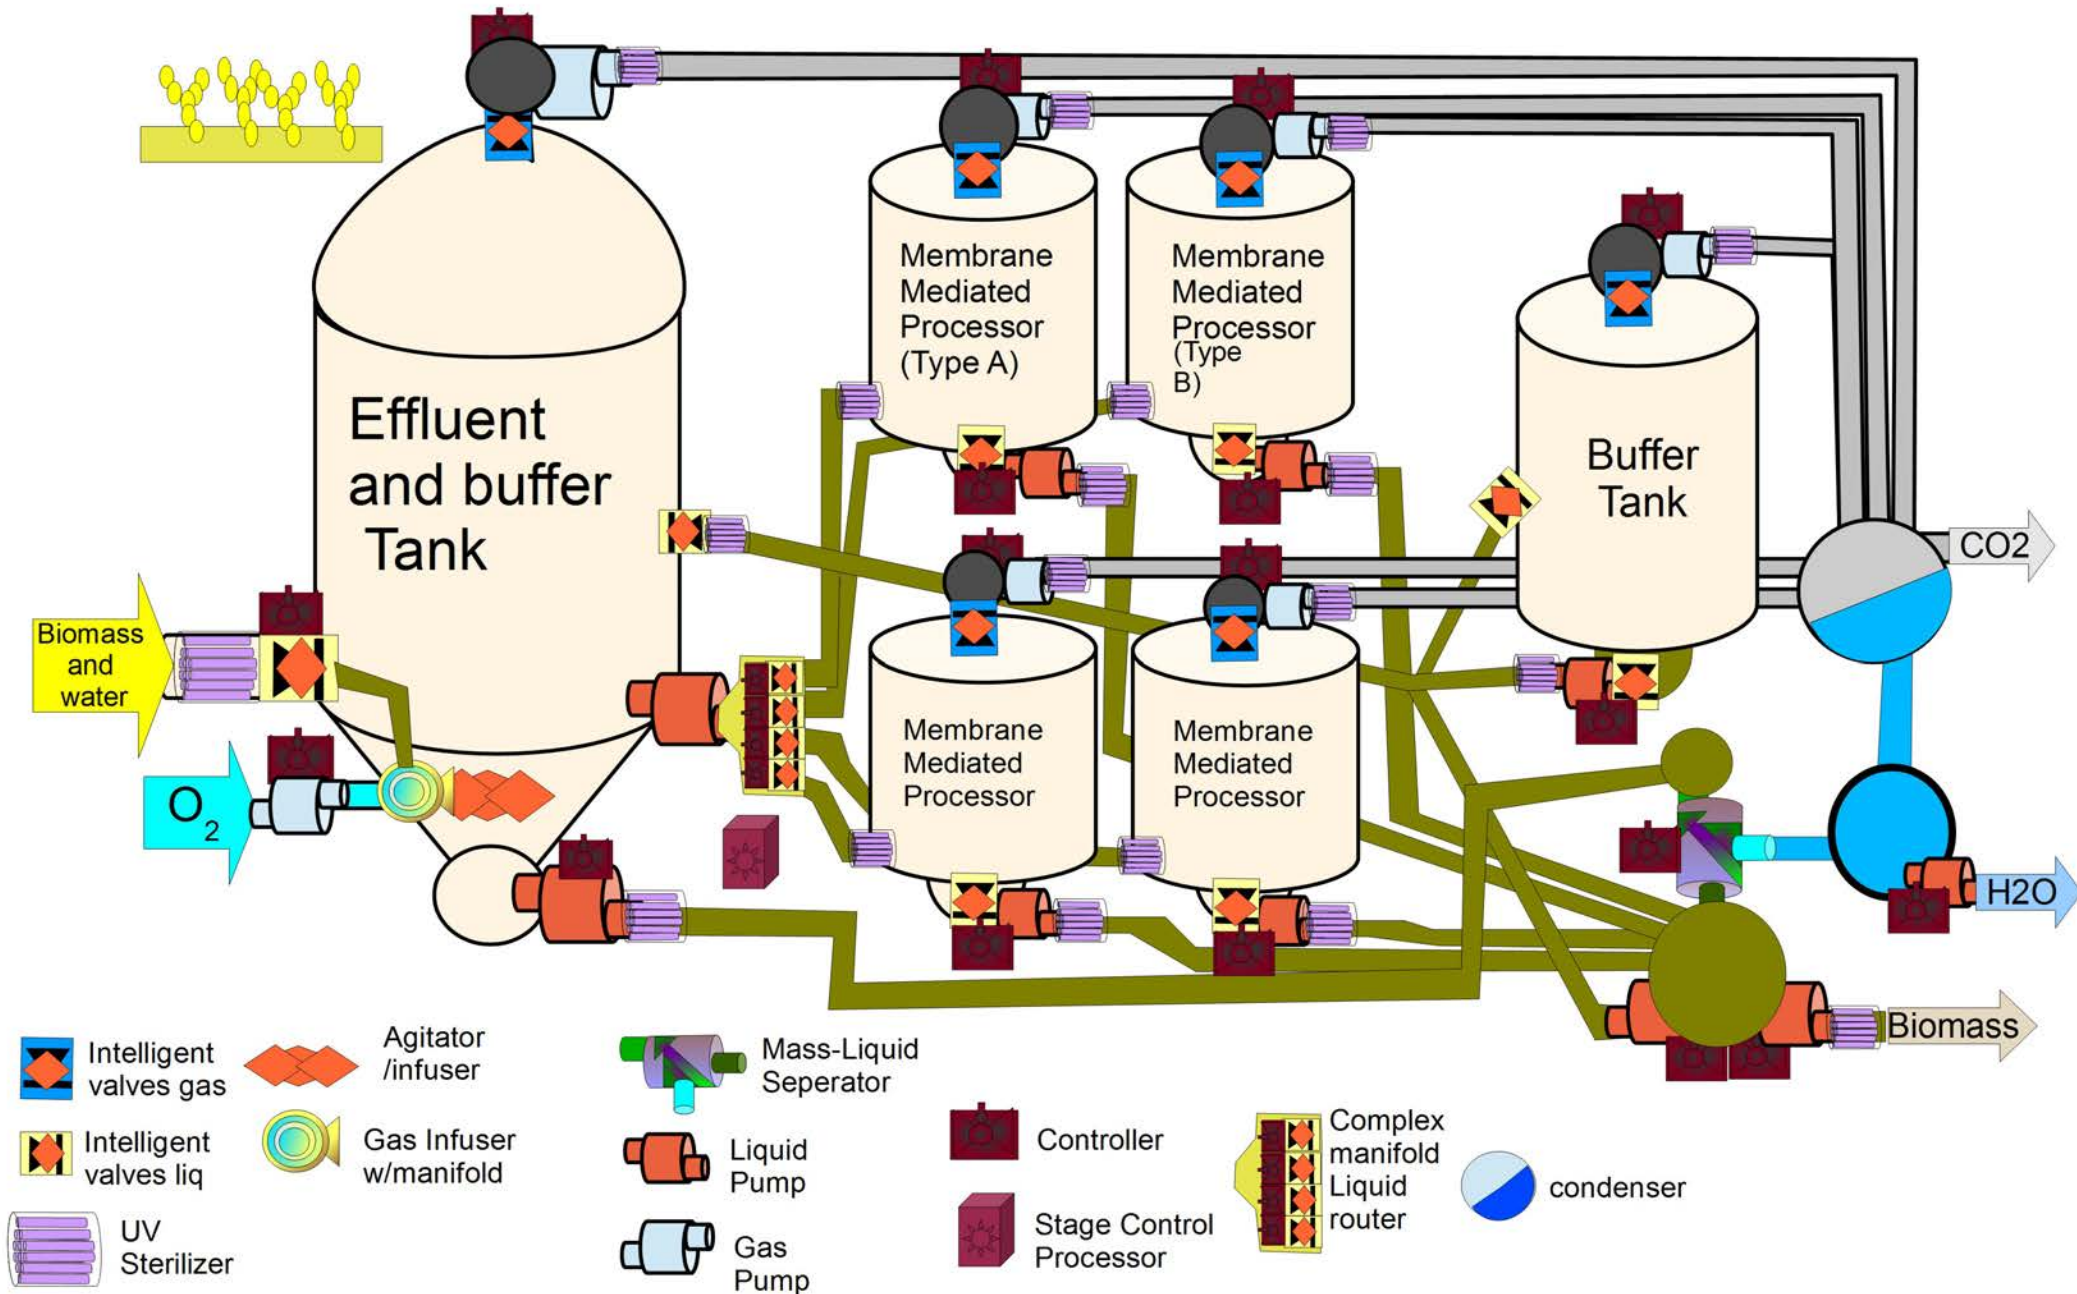 Membrane
Mediated
Processor
(Type A)
Membrane
Mediated
Processor
(Type
B)
Effluent
and buffer
Tank
Buffer
Tank
CO2
Biomass
and
water
O2
Membrane
Mediated
Processor
Membrane
Mediated
Processor
H2O
Biomass
Intelligent
valves gas
Agitator
/infuser
Mass-Liquid
Seperator
Intelligent
valves liq
Gas Infuser
w/manifold
Liquid
Pump
Controller
Complex
manifold
Liquid
router
condenser
UV
Sterilizer
Gas
Pump
Stage Control
Processor